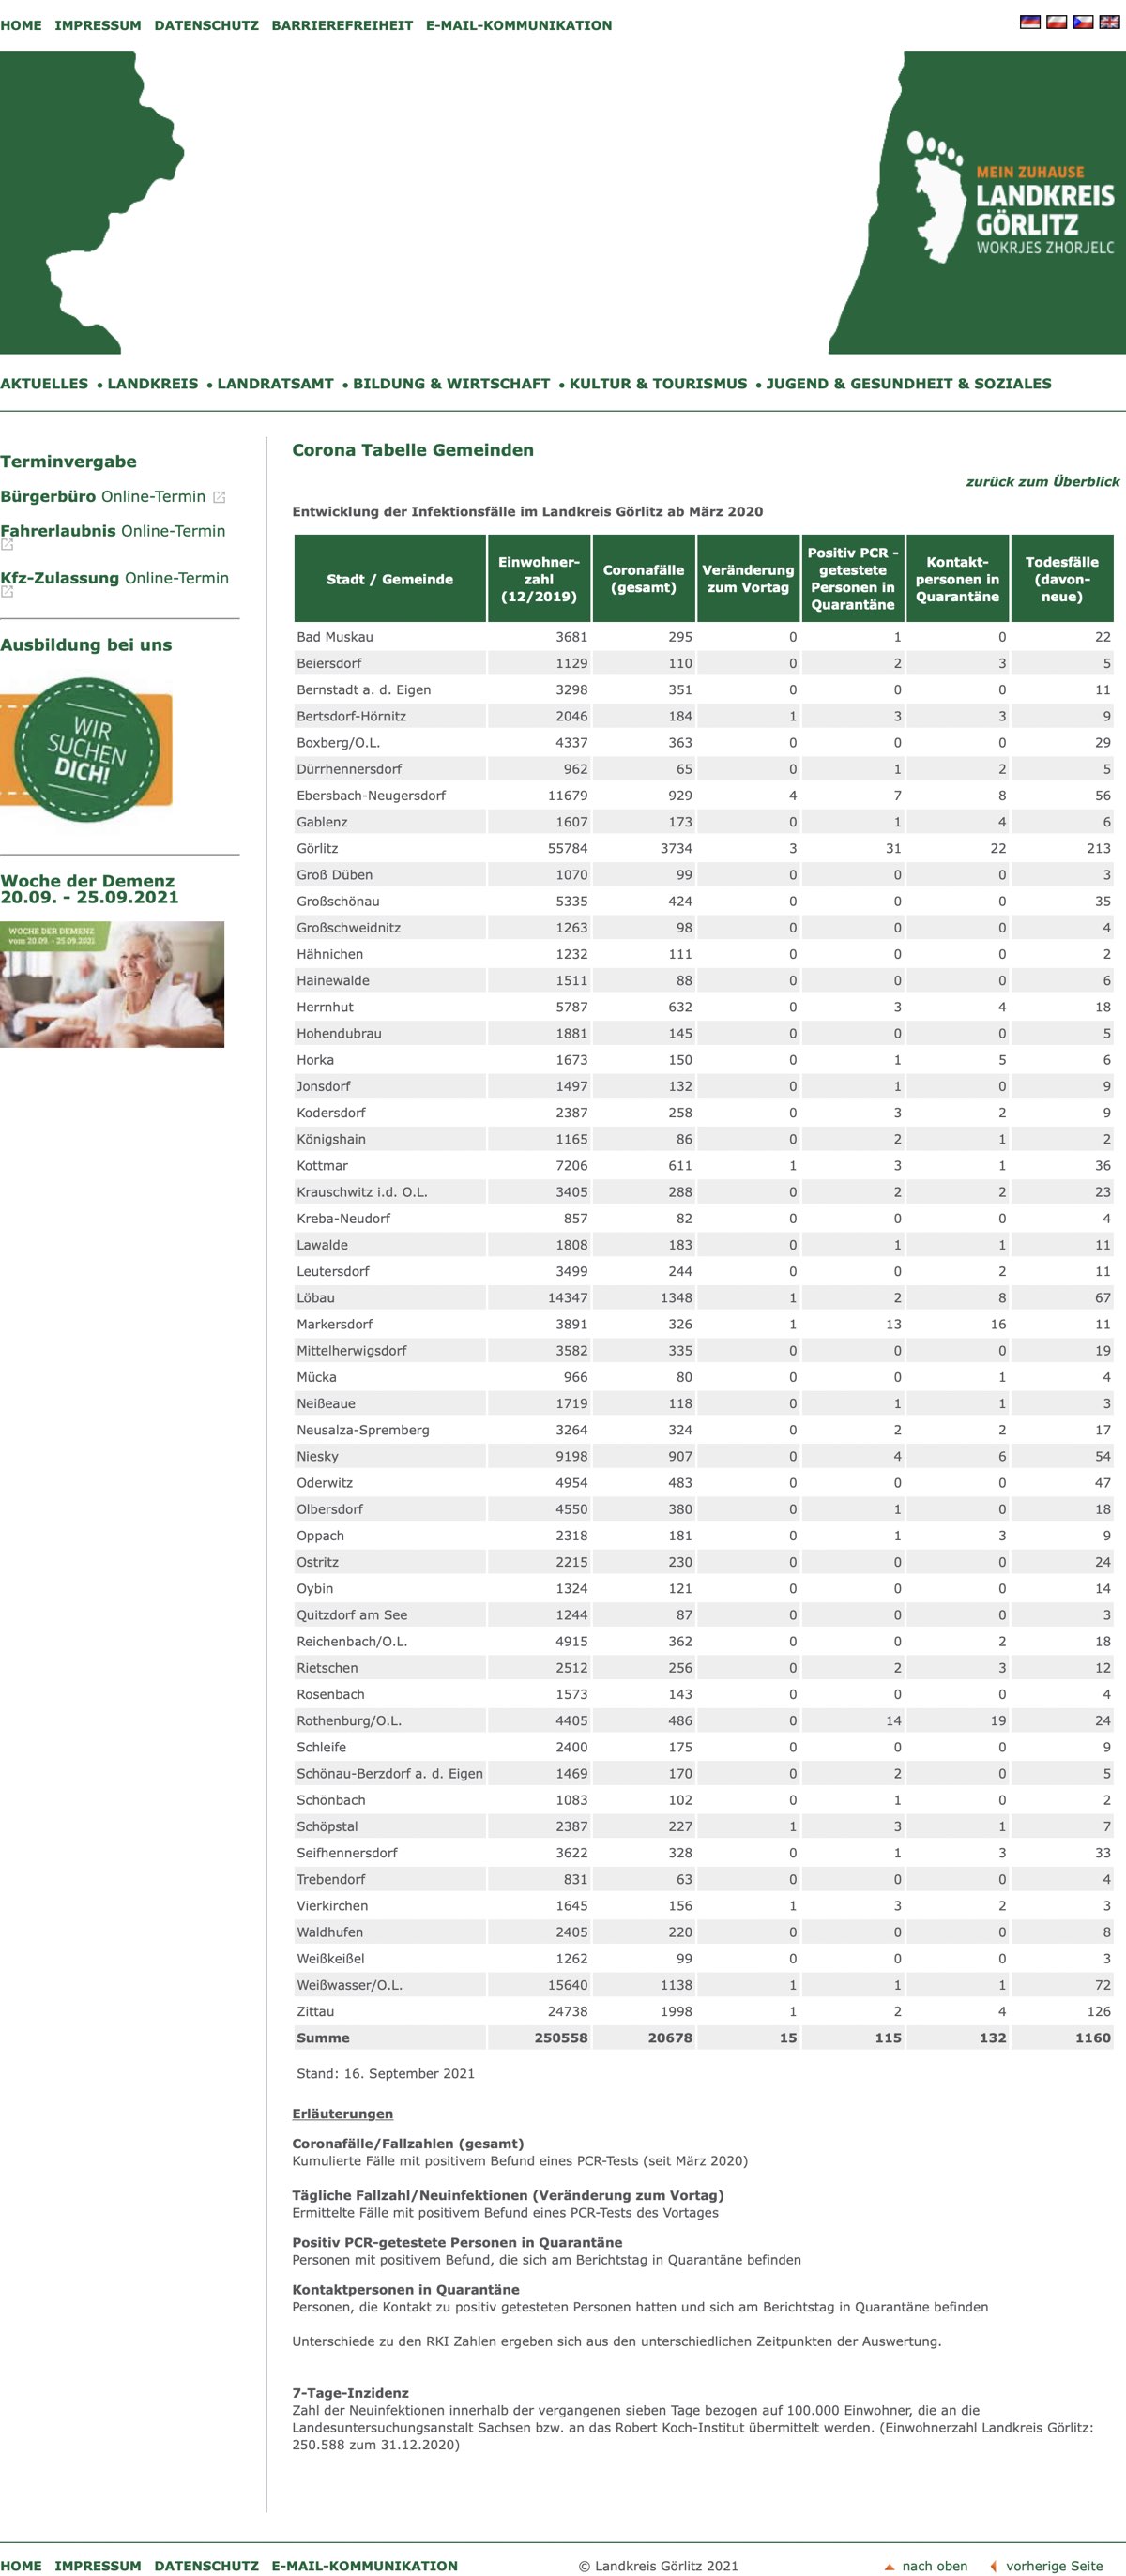 HOME IMPRESSUM DATENSCHUTZ BARRIEREFREIHEIT E-MAIL-KOMMUNIKATION
MEIN ZUHAUSE
LANDKREIS
GÖRLITZ
WOKRJES ZHORJELC
AKTUELLES • LANDKREIS • LANDRATSAMT • BILDUNG & WIRTSCHAFT • KULTUR & TOURISMUS • JUGEND & GESUNDHEIT & SOZIALES
Terminvergabe
Bürgerbüro Online-Termin
Fahrerlaubnis Online-Termin
Kfz-Zulassung Online-Termin
Ausbildung bei uns
WIR
SUCHEN
DICH!
Woche der Demenz
20.09. - 25.09.2021
WOCHE DER DEMENZ
vom 20.09. - 25.09.2021
Corona Tabelle Gemeinden
zurück zum Überblick
Entwicklung der Infektionsfälle im Landkreis Görlitz ab März 2020
Stadt / Gemeinde
Einwohner-
zahl
(12/2019)
Coronafälle
(gesamt)
Veränderung
zum Vortag
Positiv PCR -
getestete
Personen in
Quarantäne
Kontakt-
personen in
Quarantäne
Todesfälle
(davon-
neue)
Bad Muskau 3681 295 0 1 0 22
Beiersdorf 1129 110 0 2 3 5
Bernstadt a. d. Eigen 3298 351 0 0 0 11
Bertsdorf-Hörnitz 2046 184 1 3 3 9
Boxberg/O.L. 4337 363 0 0 0 29
Dürrhennersdorf 962 65 0 1 2 5
Ebersbach-Neugersdorf 11679 929 4 7 8 56
Gablenz 1607 173 0 1 4 6
Görlitz 55784 3734 3 31 22 213
Groß Düben 1070 99 0 0 0 3
Großschönau 5335 424 0 0 0 35
Großschweidnitz 1263 98 0 0 0 4
Hähnichen 1232 111 0 0 0 2
Hainewalde 1511 88 0 0 0 6
Herrnhut 5787 632 0 3 4 18
Hohendubrau 1881 145 0 0 0 5
Horka 1673 150 0 1 5 6
Jonsdorf 1497 132 0 1 0 9
Kodersdorf 2387 258 0 3 2 9
Königshain 1165 86 0 2 1 2
Kottmar 7206 611 1 3 1 36
Krauschwitz i.d. O.L. 3405 288 0 2 2 23
Kreba-Neudorf 857 82 0 0 0 4
Lawalde 1808 183 0 1 1 11
Leutersdorf 3499 244 0 0 2 11
Löbau 14347 1348 1 2 8 67
Markersdorf 3891 326 1 13 16 11
Mittelherwigsdorf 3582 335 0 0 0 19
Mücka 966 80 0 0 1 4
Neißeaue 1719 118 0 1 1 3
Neusalza-Spremberg 3264 324 0 2 2 17
Niesky 9198 907 0 4 6 54
Oderwitz 4954 483 0 0 0 47
Olbersdorf 4550 380 0 1 0 18
Oppach 2318 181 0 1 3 9
Ostritz 2215 230 0 0 0 24
Oybin 1324 121 0 0 0 14
Quitzdorf am See 1244 87 0 0 0 3
Reichenbach/O.L. 4915 362 0 0 2 18
Rietschen 2512 256 0 2 3 12
Rosenbach 1573 143 0 0 0 4
Rothenburg/O.L. 4405 486 0 14 19 24
Schleife 2400 175 0 0 0 9
Schönau-Berzdorf a. d. Eigen 1469 170 0 2 0 5
Schönbach 1083 102 0 1 0 2
Schöpstal 2387 227 1 3 1 7
Seifhennersdorf 3622 328 0 1 3 33
Trebendorf 831 63 0 0 0 4
Vierkirchen 1645 156 1 3 2 3
Waldhufen 2405 220 0 0 0 8
Weißkeißel 1262 99 0 0 0 3
Weißwasser/O.L. 15640 1138 1 1 1 72
Zittau 24738 1998 1 2 4 126
Summe 250558 20678 15 115 132 1160
Stand: 16. September 2021
Erläuterungen
Coronafälle/Fallzahlen (gesamt)
Kumulierte Fälle mit positivem Befund eines PCR-Tests (seit März 2020)
Tägliche Fallzahl/Neuinfektionen (Veränderung zum Vortag)
Ermittelte Fälle mit positivem Befund eines PCR-Tests des Vortages
Positiv PCR-getestete Personen in Quarantäne
Personen mit positivem Befund, die sich am Berichtstag in Quarantäne befinden
Kontaktpersonen in Quarantäne
Personen, die Kontakt zu positiv getesteten Personen hatten und sich am Berichtstag in Quarantäne befinden
Unterschiede zu den RKI Zahlen ergeben sich aus den unterschiedlichen Zeitpunkten der Auswertung.
7-Tage-Inzidenz
Zahl der Neuinfektionen innerhalb der vergangenen sieben Tage bezogen auf 100.000 Einwohner, die an die
Landesuntersuchungsanstalt Sachsen bzw. an das Robert Koch-Institut übermittelt werden. (Einwohnerzahl Landkreis Görlitz:
250.588 zum 31.12.2020)
HOME IMPRESSUM DATENSCHUTZ E-MAIL-KOMMUNIKATION © Landkreis Görlitz 2021 nach oben vorherige Seite